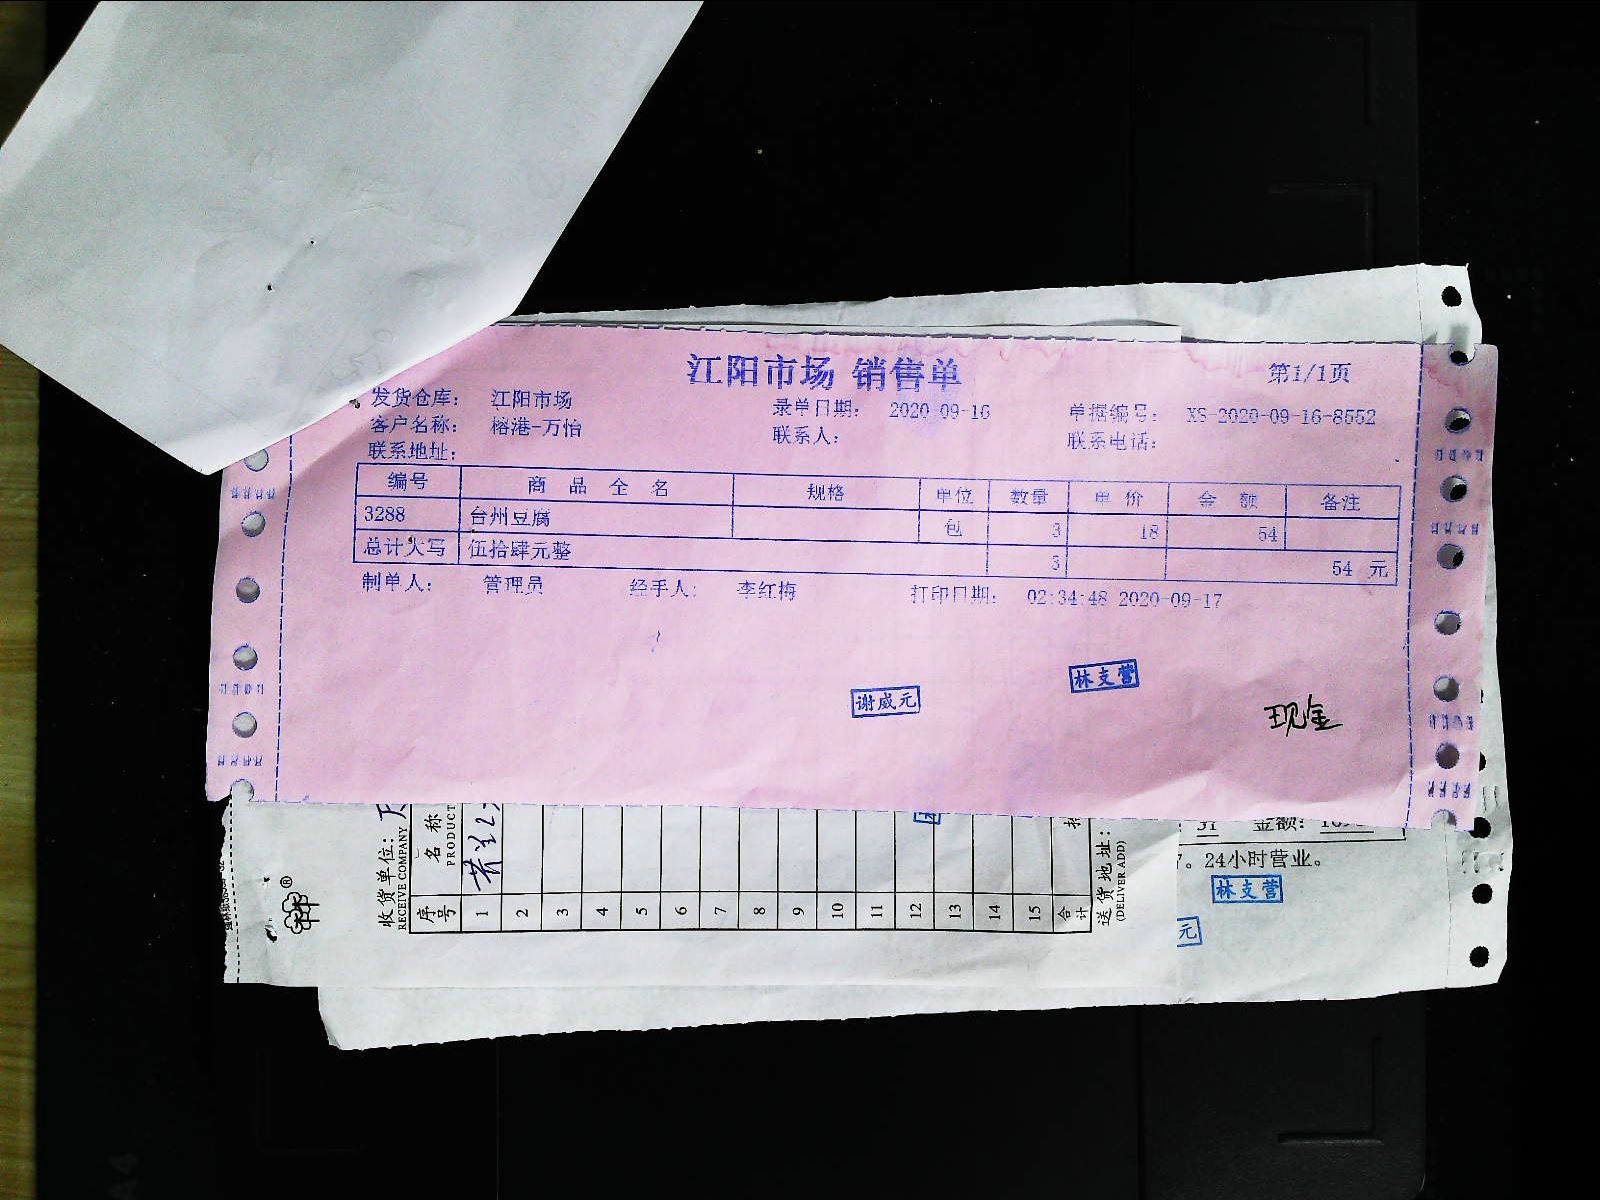 江阳市场 销售单
第1/1页
发货仓库: 江阳市场 录单日期: 2020-09-16 单据编号: XS-2020-09-16-8552
客户名称: 榕港-万怡 联系人: 联系电话:
联系地址:
编号 商品全名 规格 单位 数量 单价 金额 备注
3288 台州豆腐 包 3 18 54
总计大写 伍拾肆元整 3 54 元
制单人: 管理员 经手人: 李红梅 打印日期: 02:34:48 2020-09-17
谢威元
林支营
现金
收货单位:
RECEIVE COMPANY
序号
名称
PRODUCT
1 2 3 4 5 6 7 8 9 10 11 12 13 14 15
合计
送货地址:
(DELIVER ADD)
金额:
24小时营业。
林支营
元